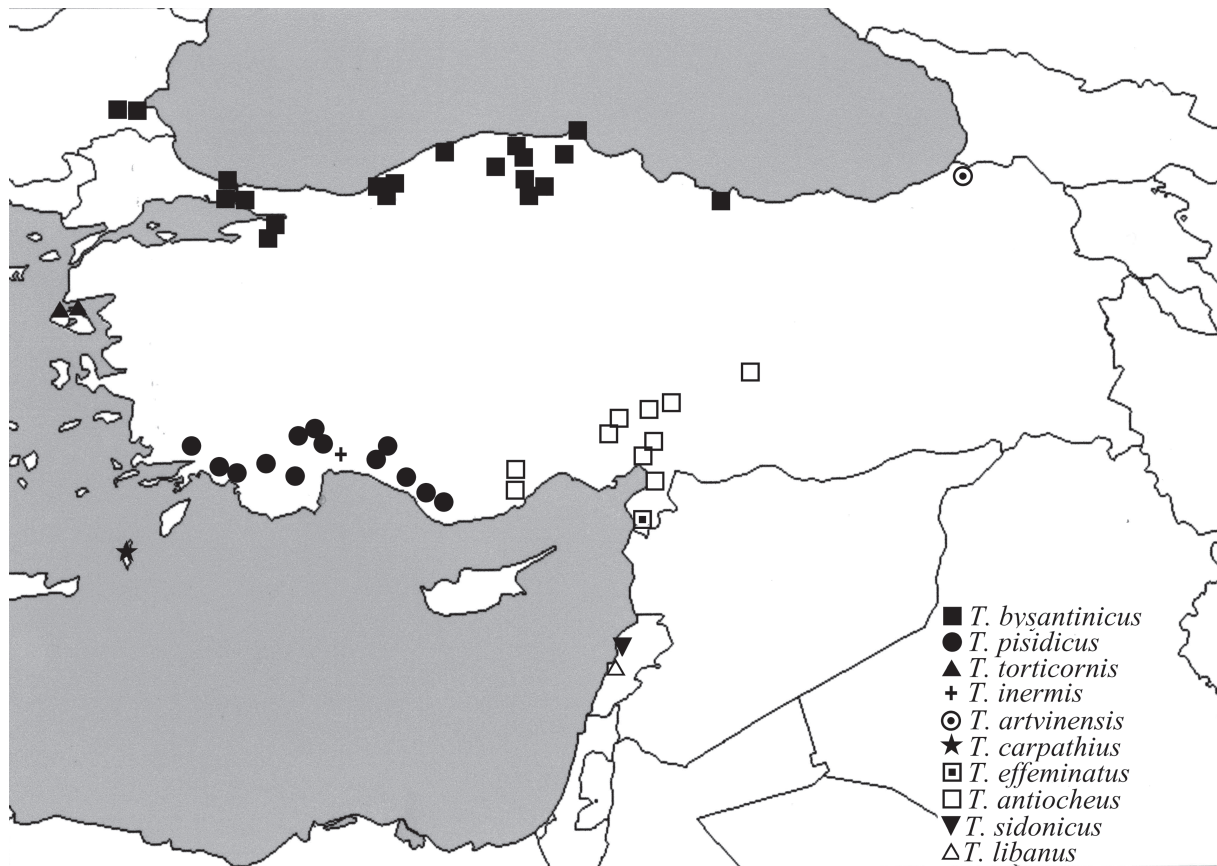 T. bysantinicus
T. pisidicus
T. torticornis
T. inermis
T. artvinensis
T. carpathius
T. effeminatus
T. antiocheus
T. sidonicus
T. libanus